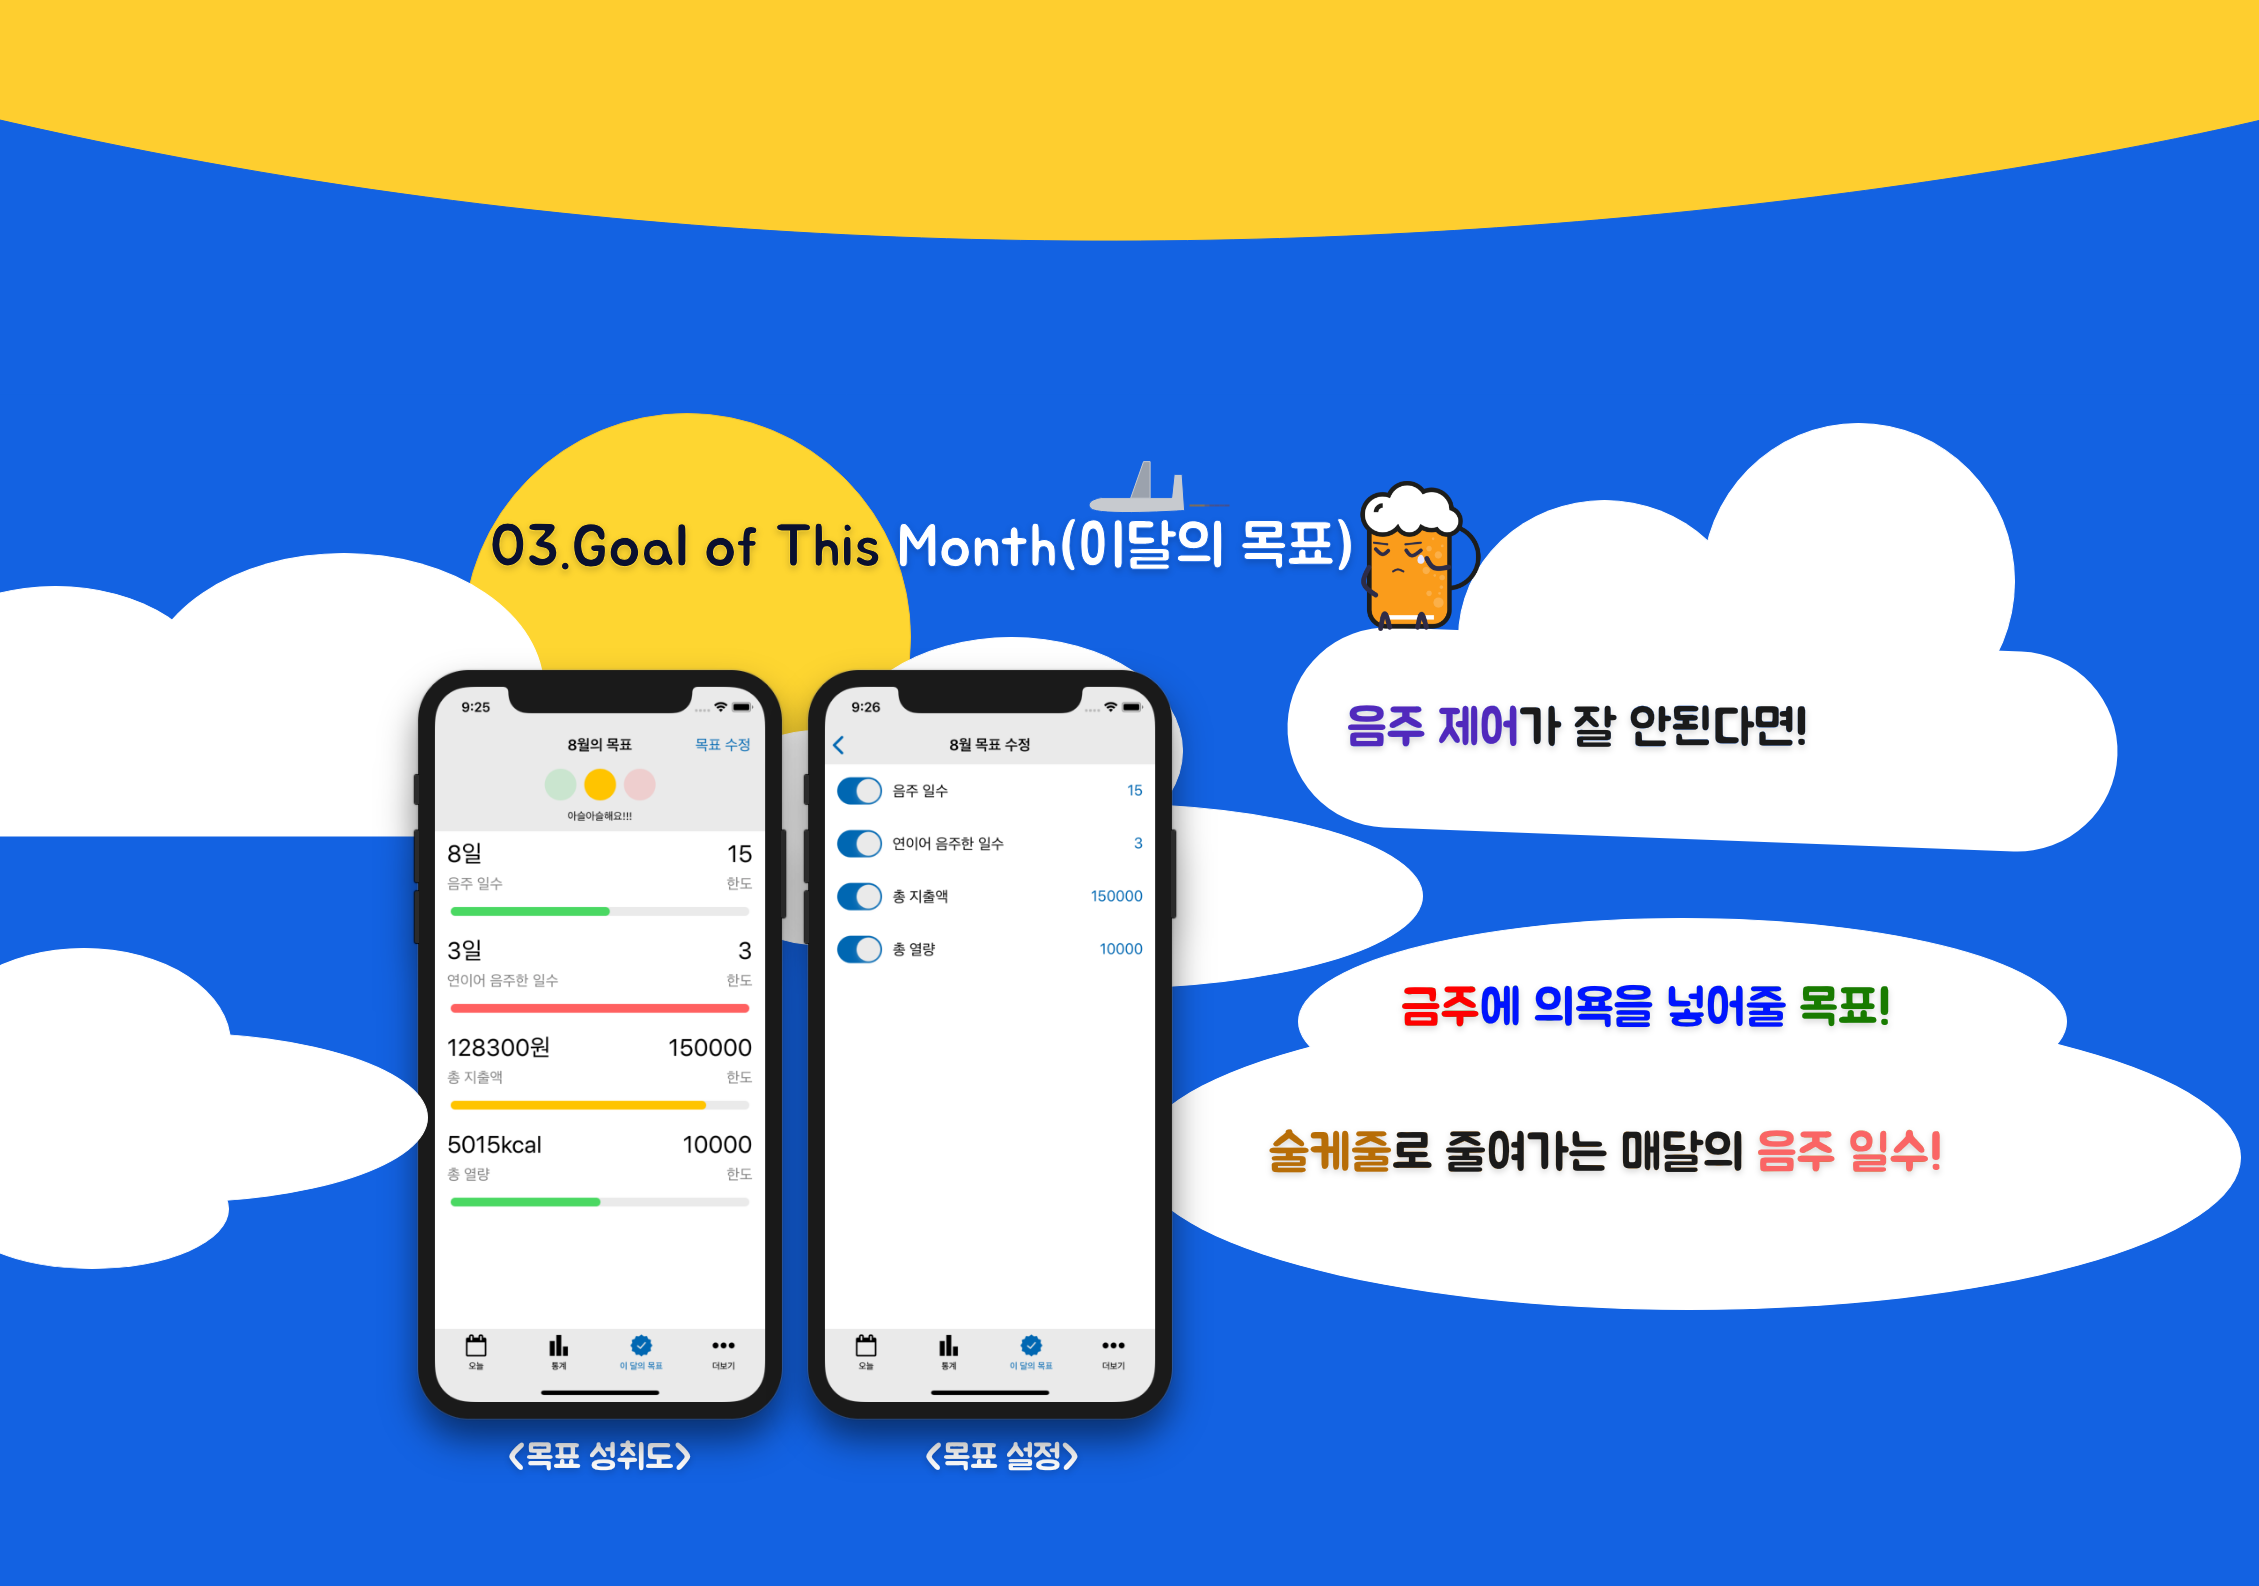 03.Goal of This Month(이달의 목표)
9:25
8월의 목표 목표 수정
아슬아슬해요!!!
8일 15
음주 일수 한도
3일 3
연이어 음주한 일수 한도
128300원 150000
총 지출액 한도
5015kcal 10000
총 열량 한도
오늘 통계 이 달의 목표 더보기
<목표 성취도>
9:26
8월 목표 수정
음주 일수 15
연이어 음주한 일수 3
총 지출액 150000
총 열량 10000
오늘 통계 이 달의 목표 더보기
<목표 설정>
음주 제어가 잘 안된다면!
금주에 의욕을 넣어줄 목표!
술케줄로 줄여가는 매달의 음주 일수!